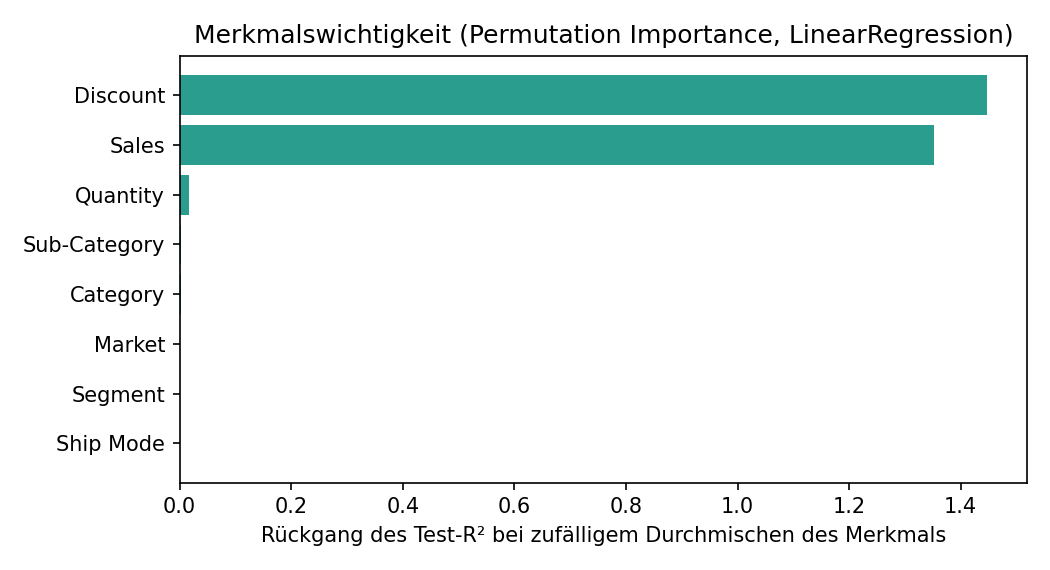 Merkmalswichtigkeit (Permutation Importance, LinearRegression)
Discount
Sales
Quantity
Sub-Category
Category
Market
Segment
Ship Mode
0.0 0.2 0.4 0.6 0.8 1.0 1.2 1.4
Rückgang des Test-R² bei zufälligem Durchmischen des Merkmals